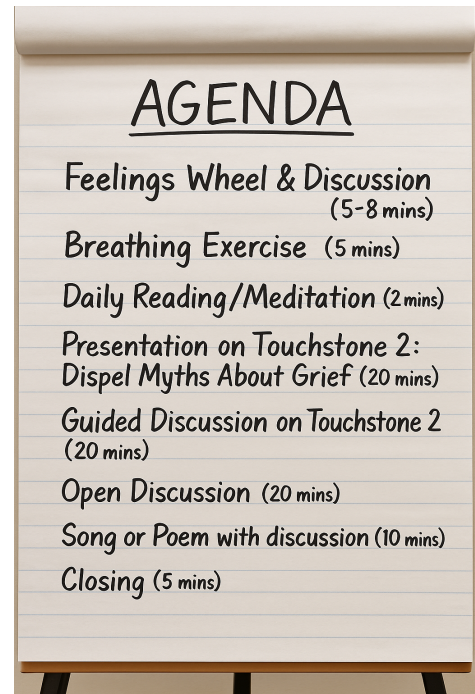 AGENDA
Feelings Wheel & Discussion
(5-8 mins)
Breathing Exercise (5 mins)
Daily Reading/Meditation (2 mins)
Presentation on Touchstone 2:
Dispel Myths About Grief (20 mins)
Guided Discussion on Touchstone 2
(20 mins)
Open Discussion (20 mins)
Song or Poem with discussion (10 mins)
Closing (5 mins)